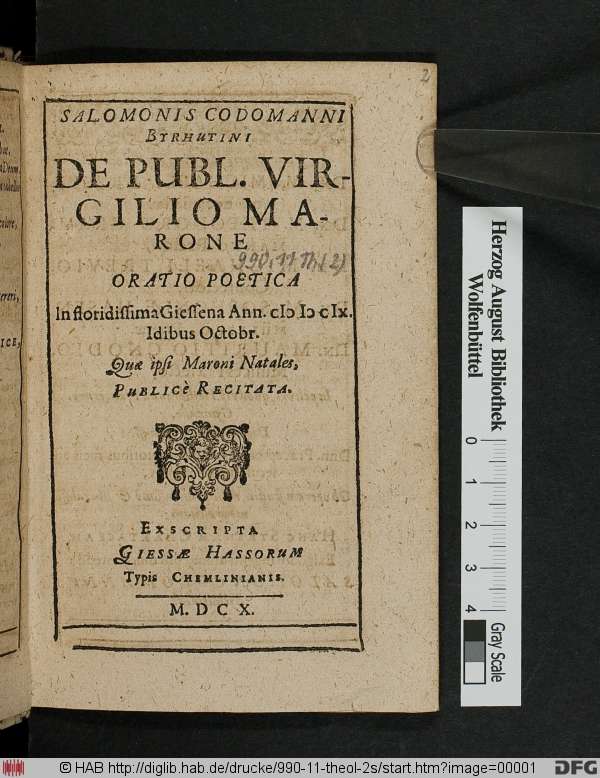 2
SALOMONIS CODOMANNI
BYRHUTINI
DE PUBL. VIR-
GILIO MA-
RONE
990.11 Th. (2)
ORATIO POETICA
In floridissima Giessena Ann. cIɔ Iɔ c Ix.
Idibus Octobr.
Quæ ipsi Maroni Natales,
PUBLICè RECITATA.
EXSCRIPTA
GIESSÆ HASSORUM
Typis CHEMLINIANIS.
M. D C X.
Herzog August Bibliothek
Wolfenbüttel
0
1
2
3
4
Gray Scale
© HAB http://diglib.hab.de/drucke/990-11-theol-2s/start.htm?image=00001
DFG